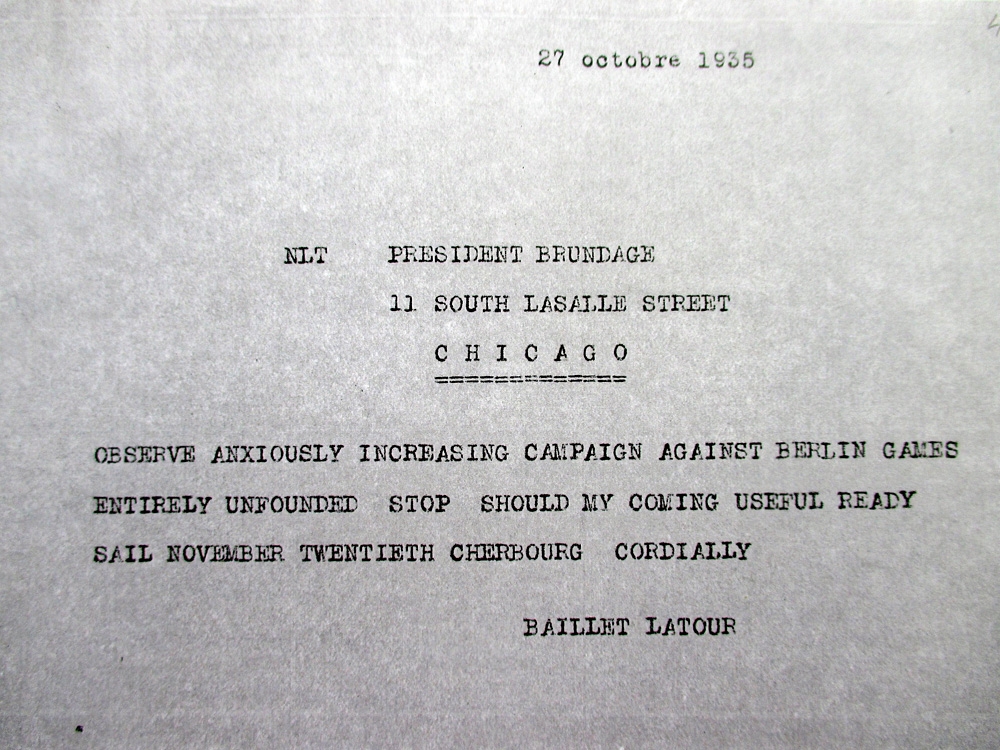 27 octobre 1935
NLT PRESIDENT BRUNDAGE
11 SOUTH LASALLE STREET
C H I C A G O
=============
OBSERVE ANXIOUSLY INCREASING CAMPAIGN AGAINST BERLIN GAMES
ENTIRELY UNFOUNDED STOP SHOULD MY COMING USEFUL READY
SAIL NOVEMBER TWENTIETH CHERBOURG CORDIALLY
BAILLET LATOUR